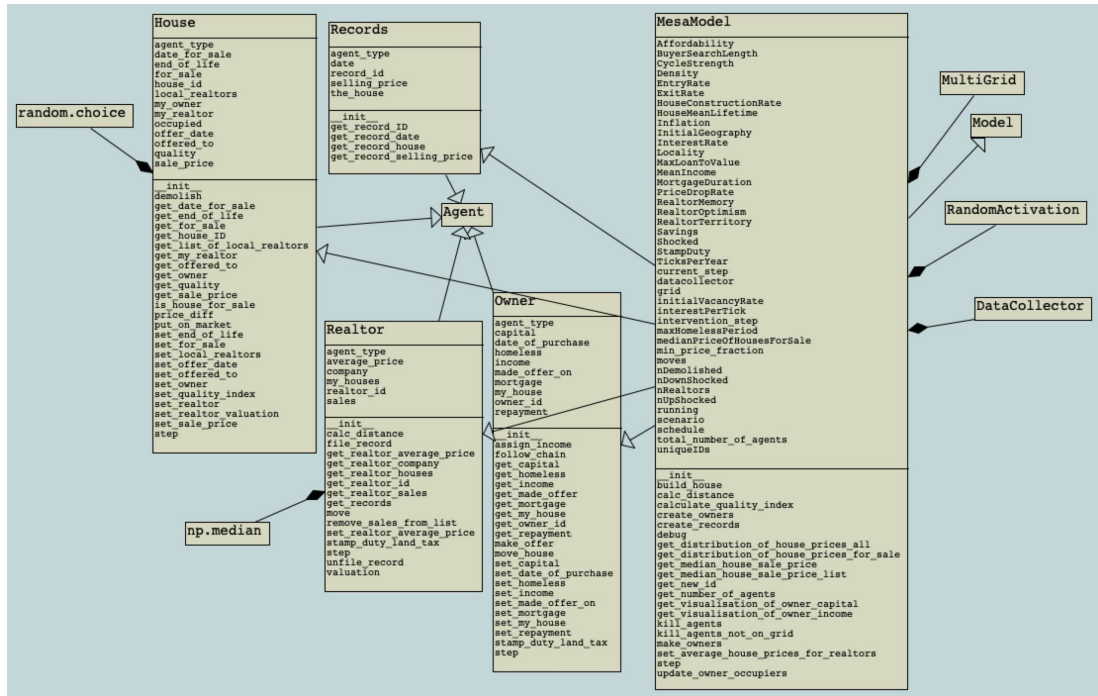 House
agent_type
date_for_sale
end_of_life
for_sale
house_id
local_realtors
my_owner
my_realtor
occupied
offer_date
offered_to
quality
sale_price
__init__
demolish
get_date_for_sale
get_end_of_life
get_for_sale
get_house_ID
get_list_of_local_realtors
get_my_realtor
get_offered_to
get_owner
get_quality
get_sale_price
is_house_for_sale
price_diff
put_on_market
set_end_of_life
set_for_sale
set_local_realtors
set_offer_date
set_offered_to
set_owner
set_quality_index
set_realtor
set_realtor_valuation
set_sale_price
step
random.choice
Records
agent_type
date
record_id
selling_price
the_house
__init__
get_record_ID
get_record_date
get_record_house
get_record_selling_price
Agent
Realtor
agent_type
average_price
company
my_houses
realtor_id
sales
__init__
calc_distance
file_record
get_realtor_average_price
get_realtor_company
get_realtor_houses
get_realtor_id
get_realtor_sales
get_records
move
remove_sales_from_list
set_realtor_average_price
stamp_duty_land_tax
step
unfile_record
valuation
np.median
Owner
agent_type
capital
date_of_purchase
homeless
income
made_offer_on
mortgage
my_house
owner_id
repayment
__init__
assign_income
follow_chain
get_capital
get_homeless
get_income
get_made_offer
get_mortgage
get_my_house
get_owner_id
get_repayment
make_offer
move_house
set_capital
set_date_of_purchase
set_homeless
set_income
set_made_offer_on
set_mortgage
set_my_house
set_repayment
stamp_duty_land_tax
step
MesaModel
Affordability
BuyerSearchLength
CycleStrength
Density
EntryRate
ExitRate
HouseConstructionRate
HouseMeanLifetime
Inflation
InitialGeography
InterestRate
Locality
MaxLoanToValue
MeanIncome
MortgageDuration
PriceDropRate
RealtorMemory
RealtorOptimism
RealtorTerritory
Savings
Shocked
StampDuty
TicksPerYear
current_step
datacollector
grid
initialVacancyRate
interestPerTick
intervention_step
maxHomelessPeriod
medianPriceOfHousesForSale
min_price_fraction
moves
nDemolished
nDownShocked
nRealtors
nUpShocked
running
scenario
schedule
total_number_of_agents
uniqueIDs
__init__
build_house
calc_distance
calculate_quality_index
create_owners
create_records
debug
get_distribution_of_house_prices_all
get_distribution_of_house_prices_for_sale
get_median_house_sale_price
get_median_house_sale_price_list
get_new_id
get_number_of_agents
get_visualisation_of_owner_capital
get_visualisation_of_owner_income
kill_agents
kill_agents_not_on_grid
make_owners
set_average_house_prices_for_realtors
step
update_owner_occupiers
MultiGrid
Model
RandomActivation
DataCollector